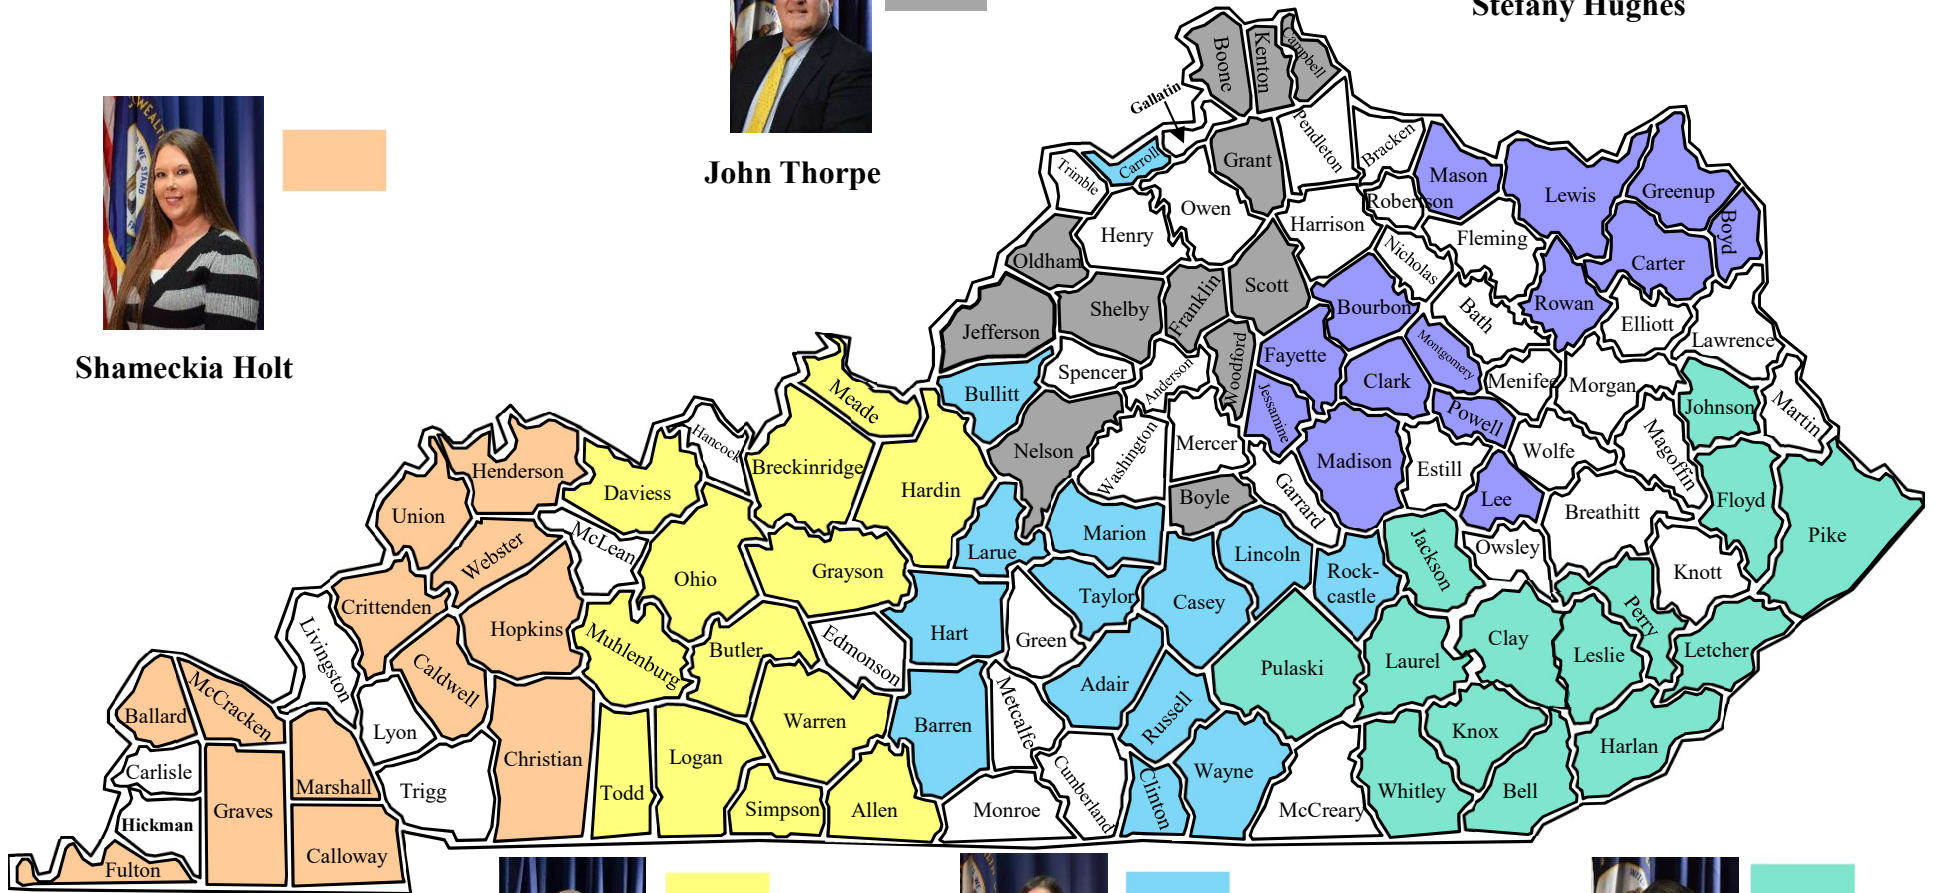 Stefany Hughes
John Thorpe
Shameckia Holt
Boone
Kenton
Campbell
Gallatin
Pendleton
Bracken
Grant
Carroll
Trimble
Mason
Lewis
Greenup
Boyd
Owen
Robertson
Henry
Harrison
Fleming
Nicholas
Carter
Oldham
Scott
Franklin
Shelby
Bourbon
Bath
Rowan
Elliott
Lawrence
Jefferson
Woodford
Fayette
Montgomery
Spencer
Anderson
Clark
Menifee
Morgan
Bullitt
Meade
Jessamine
Powell
Johnson
Martin
Magoffin
Hancock
Nelson
Washington
Mercer
Madison
Estill
Wolfe
Henderson
Breckinridge
Daviess
Hardin
Boyle
Garrard
Lee
Breathitt
Floyd
Pike
Union
Webster
McLean
Larue
Marion
Lincoln
Rock-
castle
Jackson
Owsley
Knott
Ohio
Grayson
Taylor
Casey
Perry
Crittenden
Hopkins
Livingston
Muhlenburg
Butler
Edmonson
Hart
Green
Clay
Leslie
Letcher
Pulaski
Laurel
Caldwell
Adair
McCracken
Ballard
Lyon
Warren
Barren
Metcalfe
Russell
Knox
Harlan
Christian
Logan
Carlisle
Marshall
Trigg
Todd
Simpson
Allen
Monroe
Cumberland
Clinton
Wayne
McCreary
Whitley
Bell
Hickman
Graves
Calloway
Fulton
WEALTH
WE STAND